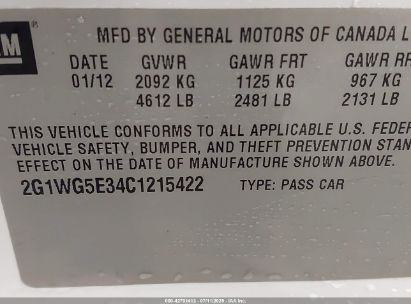 GM
MFD BY GENERAL MOTORS OF CANADA L
DATE GVWR GAWR FRT GAWR RR
01/12 2092 KG 1125 KG 967 KG
4612 LB 2481 LB 2131 LB
THIS VEHICLE CONFORMS TO ALL APPLICABLE U.S. FEDER
VEHICLE SAFETY, BUMPER, AND THEFT PREVENTION STAN
EFFECT ON THE DATE OF MANUFACTURE SHOWN ABOVE.
2G1WG5E34C1215422 TYPE: PASS CAR